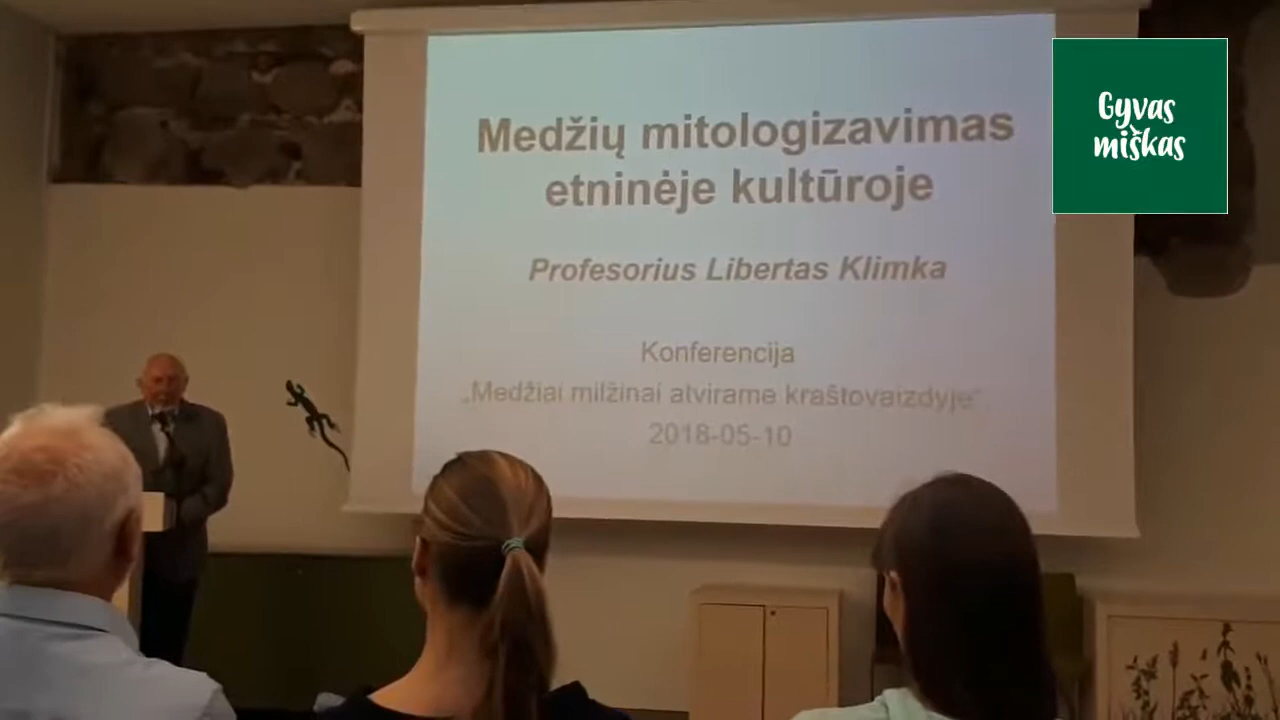 Medžių mitologizavimas
etninėje kultūroje
Profesorius Libertas Klimka
Konferencija
„Medžiai milžinai atvirame kraštovaizdyje“
2018-05-10
Gyvas
miškas